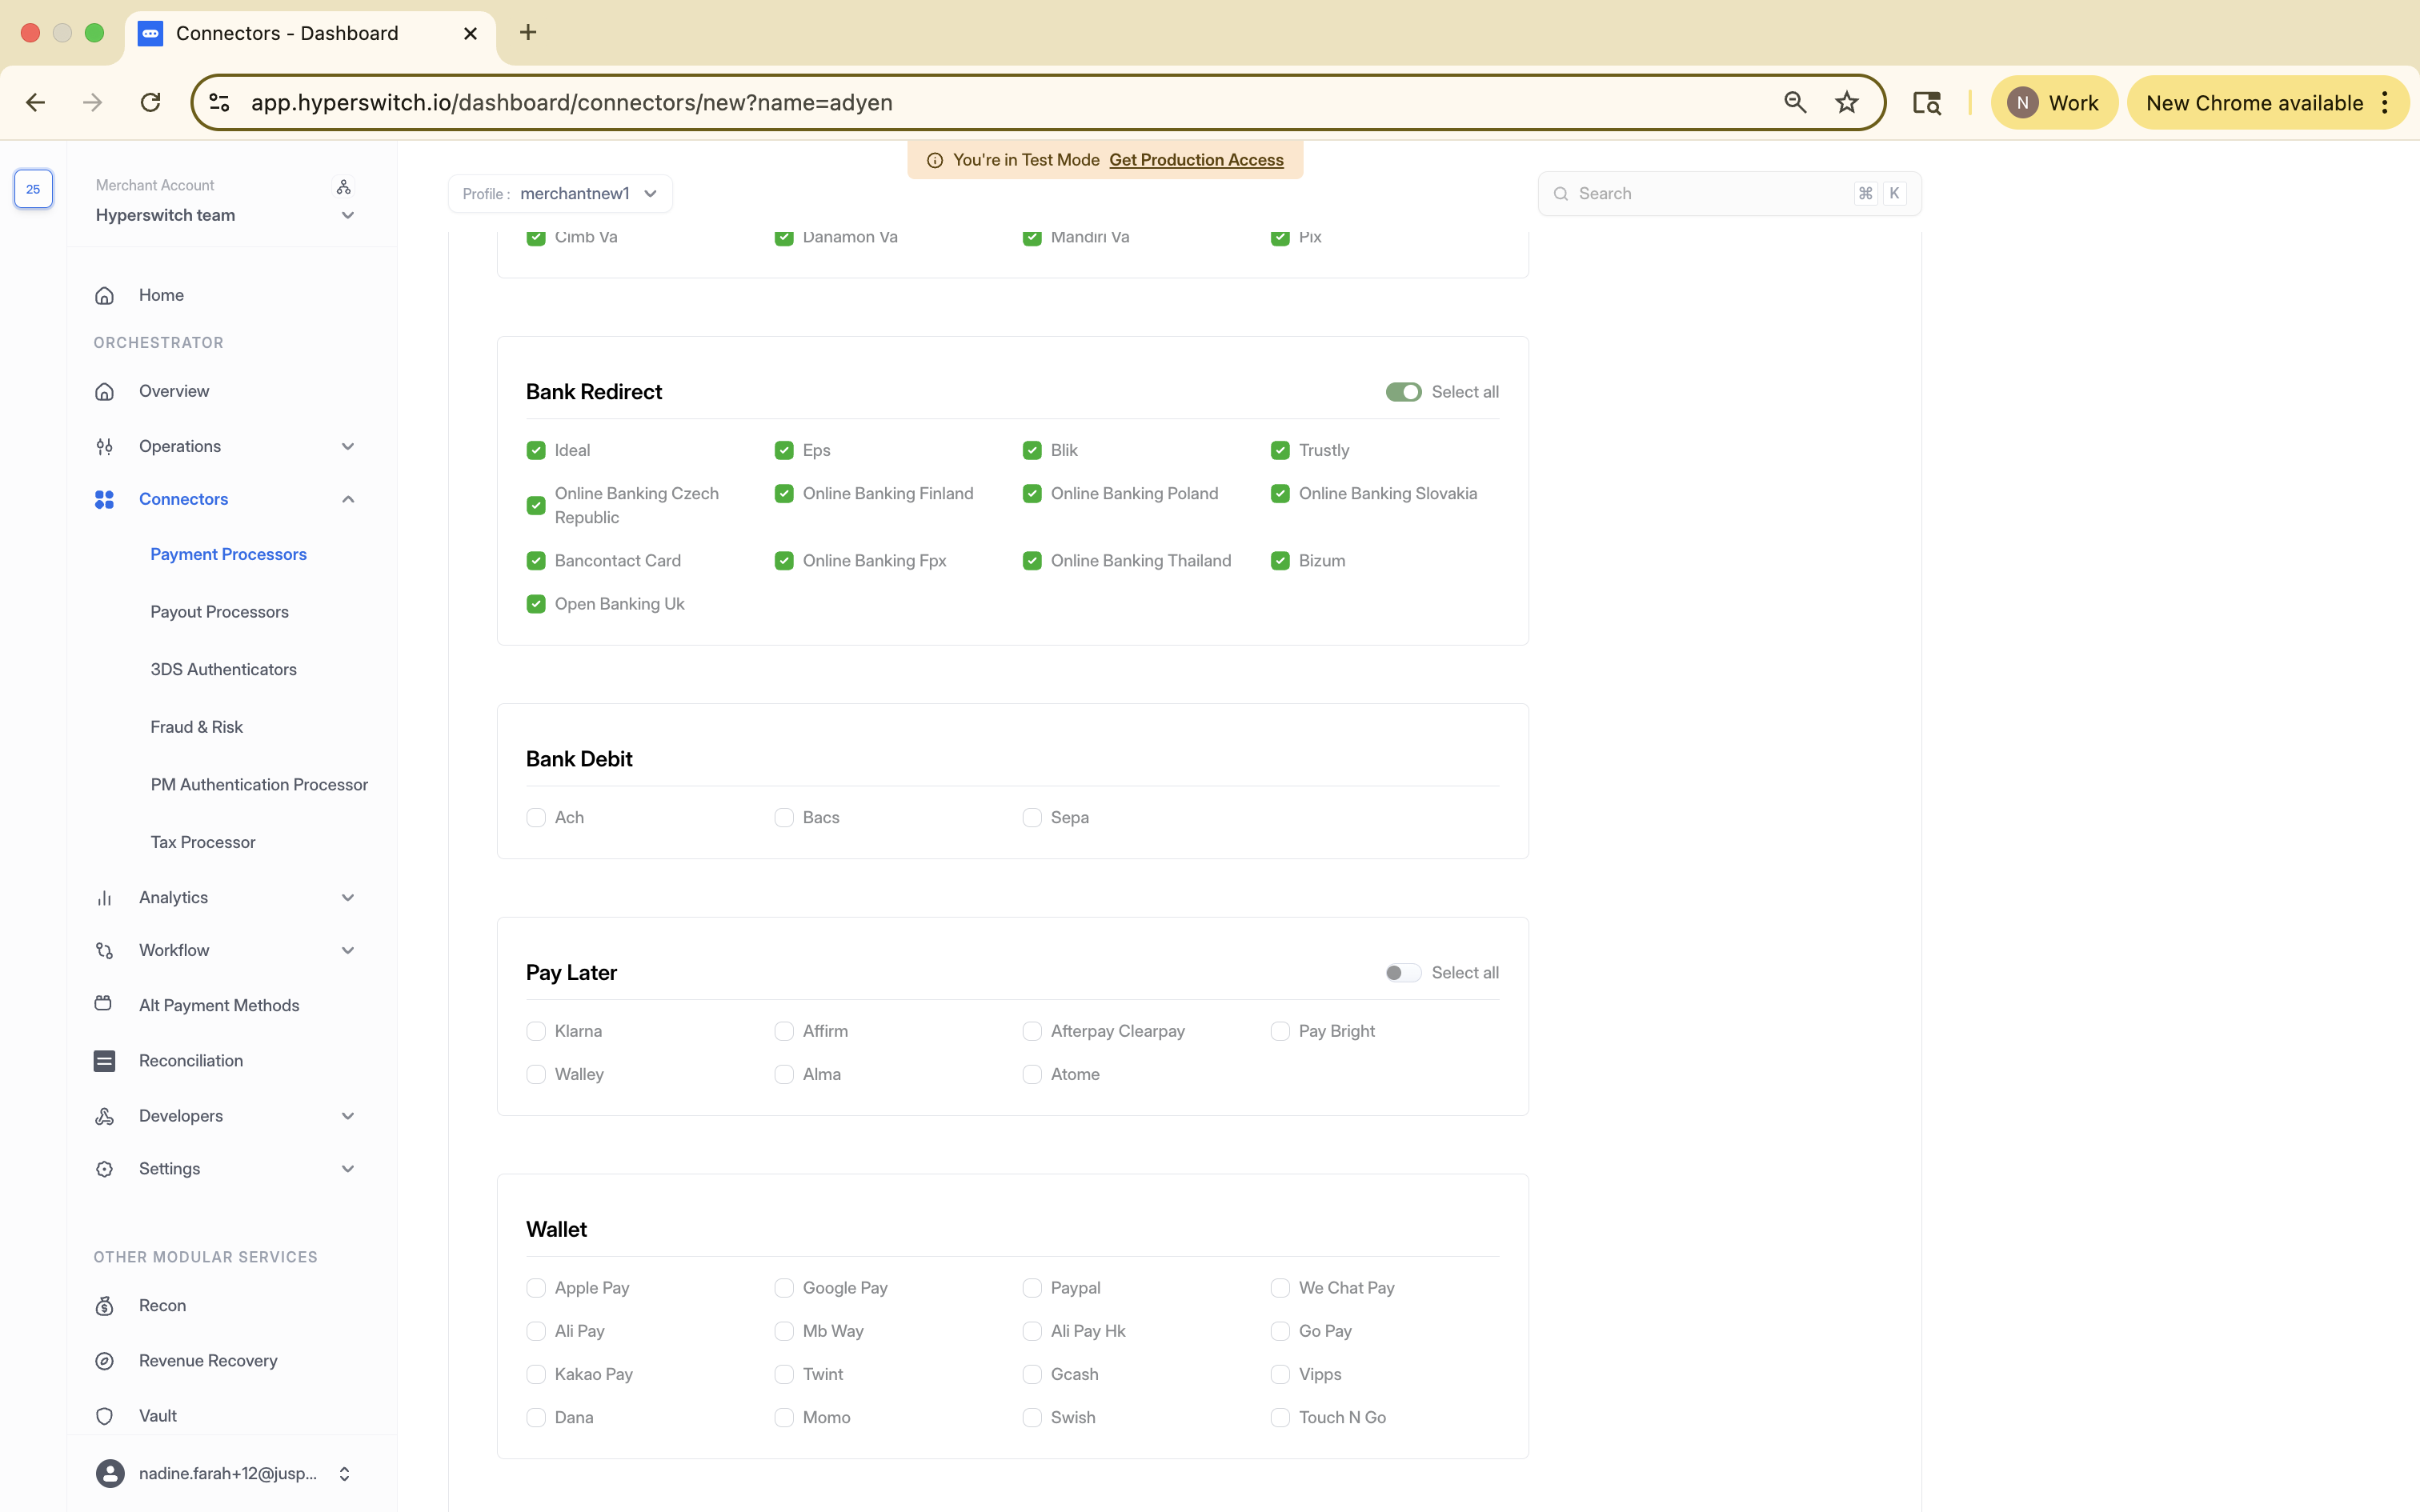 Connectors - Dashboard
app.hyperswitch.io/dashboard/connectors/new?name=adyen
N Work
New Chrome available
You're in Test Mode Get Production Access
25
Merchant Account
Hyperswitch team
Profile : merchantnew1
Search ⌘ K
Home
ORCHESTRATOR
Overview
Operations
Connectors
Payment Processors
Payout Processors
3DS Authenticators
Fraud & Risk
PM Authentication Processor
Tax Processor
Analytics
Workflow
Alt Payment Methods
Reconciliation
Developers
Settings
OTHER MODULAR SERVICES
Recon
Revenue Recovery
Vault
nadine.farah+12@jusp...
Cimb Va Danamon Va Mandiri Va Pix
Bank Redirect Select all
Ideal Eps Blik Trustly
Online Banking Czech Republic Online Banking Finland Online Banking Poland Online Banking Slovakia
Bancontact Card Online Banking Fpx Online Banking Thailand Bizum
Open Banking Uk
Bank Debit
Ach Bacs Sepa
Pay Later Select all
Klarna Affirm Afterpay Clearpay Pay Bright
Walley Alma Atome
Wallet
Apple Pay Google Pay Paypal We Chat Pay
Ali Pay Mb Way Ali Pay Hk Go Pay
Kakao Pay Twint Gcash Vipps
Dana Momo Swish Touch N Go